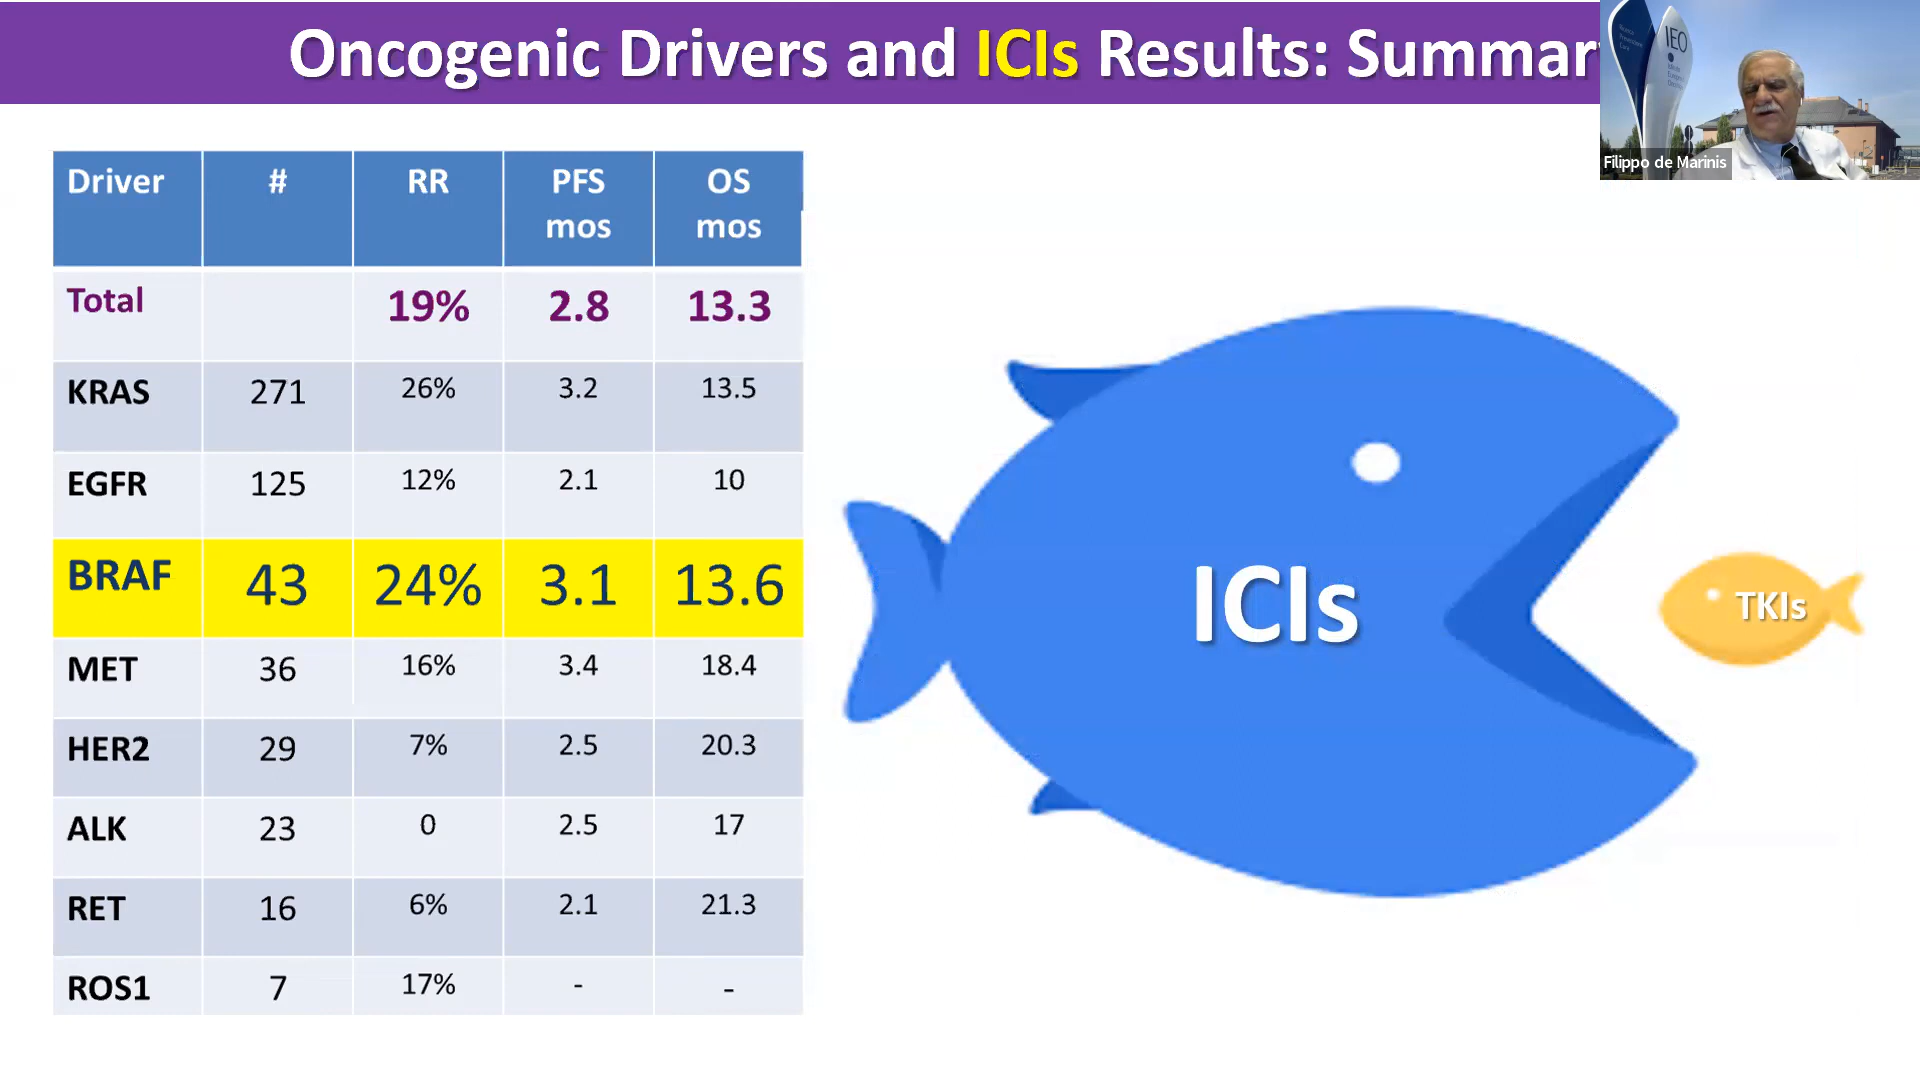 Oncogenic Drivers and ICIs Results: Summar
IEO
Filippo de Marinis
Driver # RR PFS mos OS mos
Total 19% 2.8 13.3
KRAS 271 26% 3.2 13.5
EGFR 125 12% 2.1 10
BRAF 43 24% 3.1 13.6
MET 36 16% 3.4 18.4
HER2 29 7% 2.5 20.3
ALK 23 0 2.5 17
RET 16 6% 2.1 21.3
ROS1 7 17% - -
ICIs
TKIs